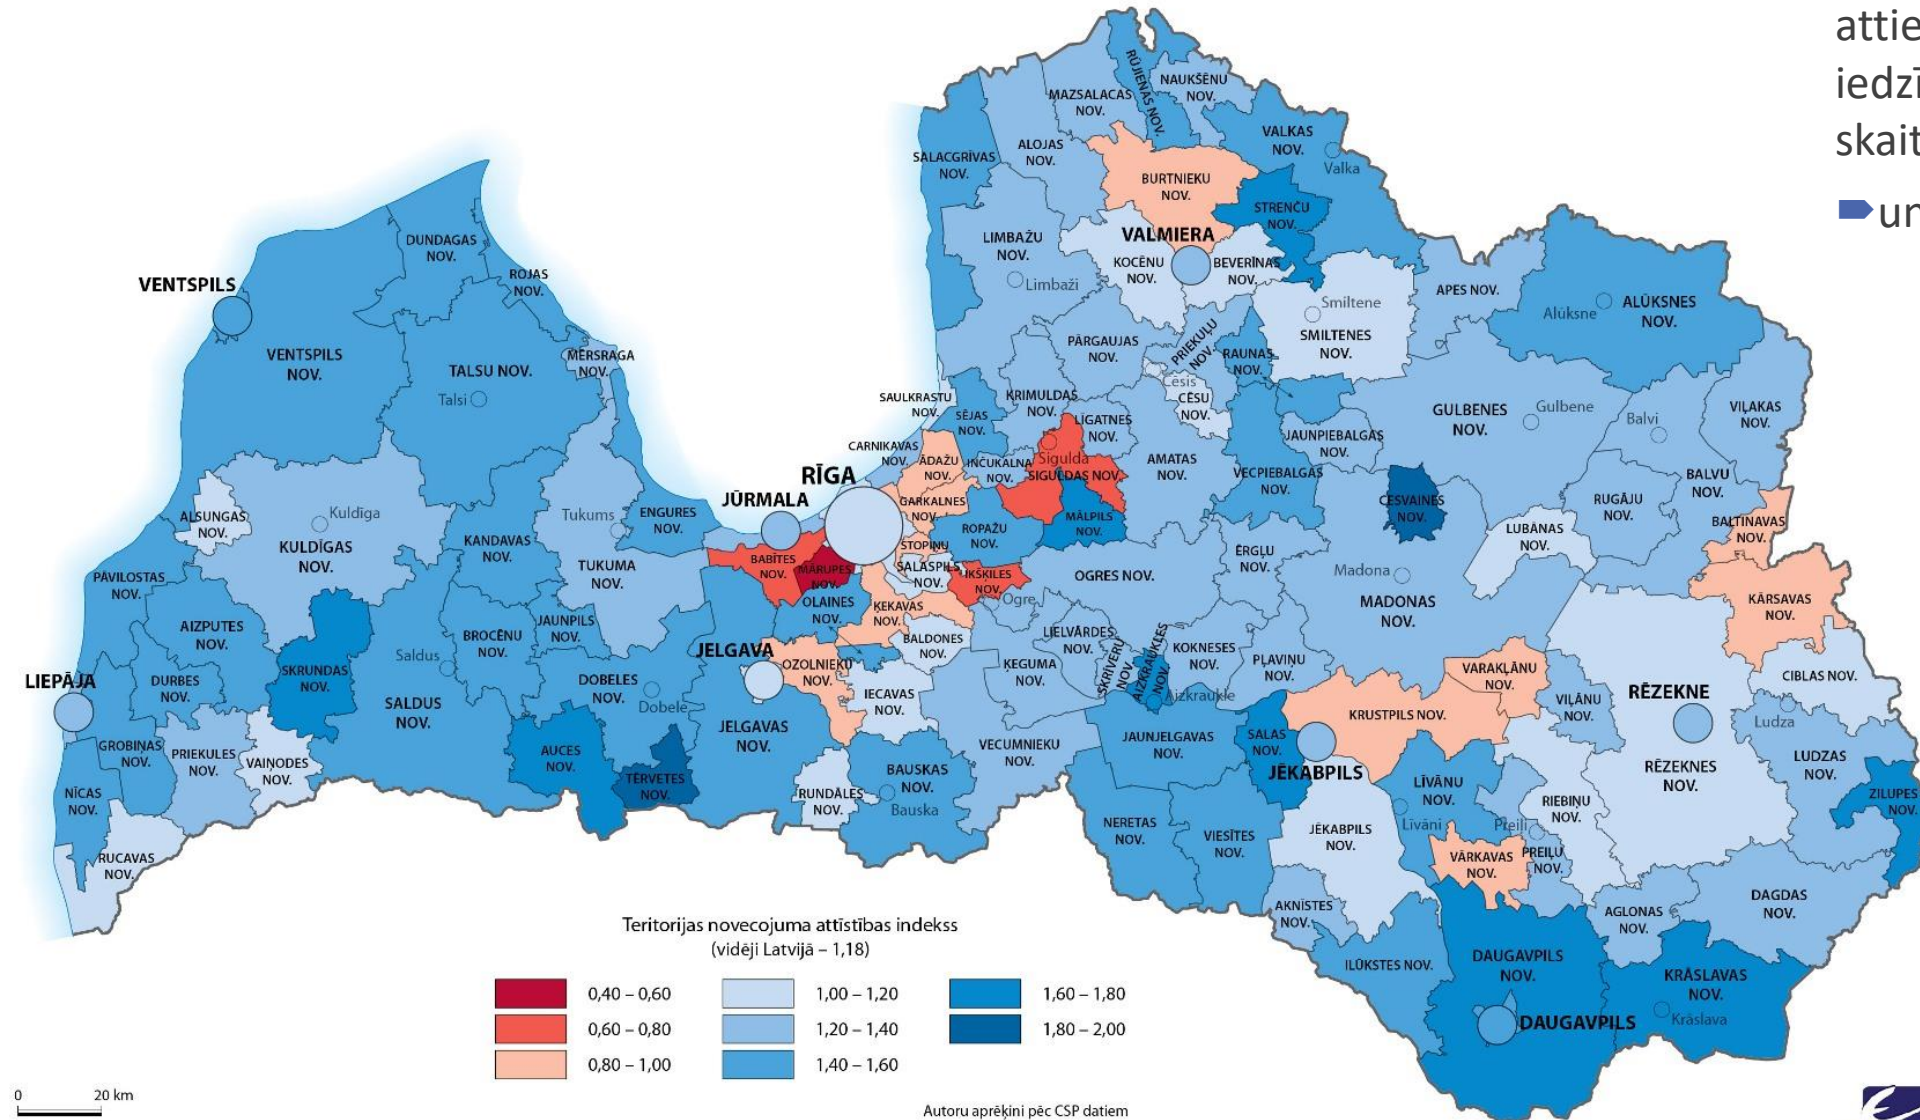 attie
iedzī
skait
un
RŪJIENAS NOV.
NAUKŠĒNU
NOV.
MAZSALACAS
NOV.
VALKAS
NOV.
Valka
ALOJAS
NOV.
SALACGRĪVAS
NOV.
BURTNIEKU
NOV.
STRENČU
NOV.
VALMIERA
LIMBAŽU
NOV.
Limbaži
KOCĒNU
NOV.
BEVERĪNAS
NOV.
DUNDAGAS
NOV.
ROJAS
NOV.
VENTSPILS
VENTSPILS
NOV.
TALSU NOV.
Talsi
MĒRSRAGA
NOV.
APES NOV.
Alūksne
ALŪKSNES
NOV.
Smiltene
SMILTENES
NOV.
PĀRGAUJAS
NOV.
PRIEKUĻU
NOV.
RAUNAS
NOV.
Cēsis
CĒSU
NOV.
SAULKRASTU
NOV.
SĒJAS
NOV.
KRIMULDAS
NOV.
LĪGATNES
NOV.
GULBENES
NOV.
Gulbene
Balvi
VIĻAKAS
NOV.
JAUNPIEBALGAS
NOV.
CARNIKAVAS
NOV.
ĀDAŽU
NOV.
INČUKALNA
NOV.
Sigulda
SIGULDAS NOV.
AMATAS
NOV.
VECPIEBALGAS
NOV.
BALVU
NOV.
RĪGA
JŪRMALA
GARKALNES
NOV.
ROPAŽU
NOV.
MĀLPILS
NOV.
CESVAINES
NOV.
RUGĀJU
NOV.
LUBĀNAS
NOV.
BALTINAVAS
NOV.
ALSUNGAS
NOV.
Kuldīga
KULDĪGAS
NOV.
Tukums
ENGURES
NOV.
KANDAVAS
NOV.
TUKUMA
NOV.
BABĪTES
NOV.
MĀRUPES
NOV.
STOPIŅU
SALASPILS
NOV.
IKŠĶILES
NOV.
OGRES NOV.
Ogre
ĒRGĻU
NOV.
Madona
MADONAS
NOV.
KĀRSAVAS
NOV.
PĀVILOSTAS
NOV.
AIZPUTES
NOV.
OLAINES
NOV.
ĶEKAVAS
NOV.
BALDONES
NOV.
LIELVĀRDES
NOV.
SKRĪVERU
NOV.
AIZKRAUKLES
NOV.
Aizkraukle
KOKNESES
NOV.
PĻAVIŅU
NOV.
JAUNPILS
NOV.
BROCĒNU
NOV.
Saldus
SALDUS
NOV.
SKRUNDAS
NOV.
DURBES
NOV.
LIEPĀJA
DOBELES
NOV.
Dobele
JELGAVA
OZOLNIEKU
NOV.
IECAVAS
NOV.
ĶEGUMA
NOV.
VARAKĻĀNU
NOV.
VIĻĀNU
NOV.
RĒZEKNE
CIBLAS NOV.
Ludza
KRUSTPILS NOV.
JELGAVAS
NOV.
JAUNJELGAVAS
NOV.
SALAS
NOV.
JĒKABPILS
GROBIŅAS
NOV.
PRIEKULES
NOV.
VAIŅODES
NOV.
AUCES
NOV.
TĒRVETES
NOV.
VECUMNIEKU
NOV.
BAUSKAS
NOV.
Bauska
RUNDĀLES
NOV.
NĪCAS
NOV.
RUCAVAS
NOV.
LĪVĀNU
NOV.
Līvāni
RĒZEKNES
NOV.
LUDZAS
NOV.
ZILUPES
NOV.
RIEBIŅU
NOV.
Preiļi
PREIĻU
NOV.
NERETAS
NOV.
VIESĪTES
NOV.
JĒKABPILS
NOV.
VĀRKAVAS
NOV.
AKNĪSTES
NOV.
AGLONAS
NOV.
DAGDAS
NOV.
ILŪKSTES NOV.
DAUGAVPILS
NOV.
DAUGAVPILS
KRĀSLAVAS
NOV.
Krāslava
Teritorijas novecojuma attīstības indekss
(vidēji Latvijā – 1,18)
0,40 – 0,60
0,60 – 0,80
0,80 – 1,00
1,00 – 1,20
1,20 – 1,40
1,40 – 1,60
1,60 – 1,80
1,80 – 2,00
0 20 km
Autoru aprēķini pēc CSP datiem